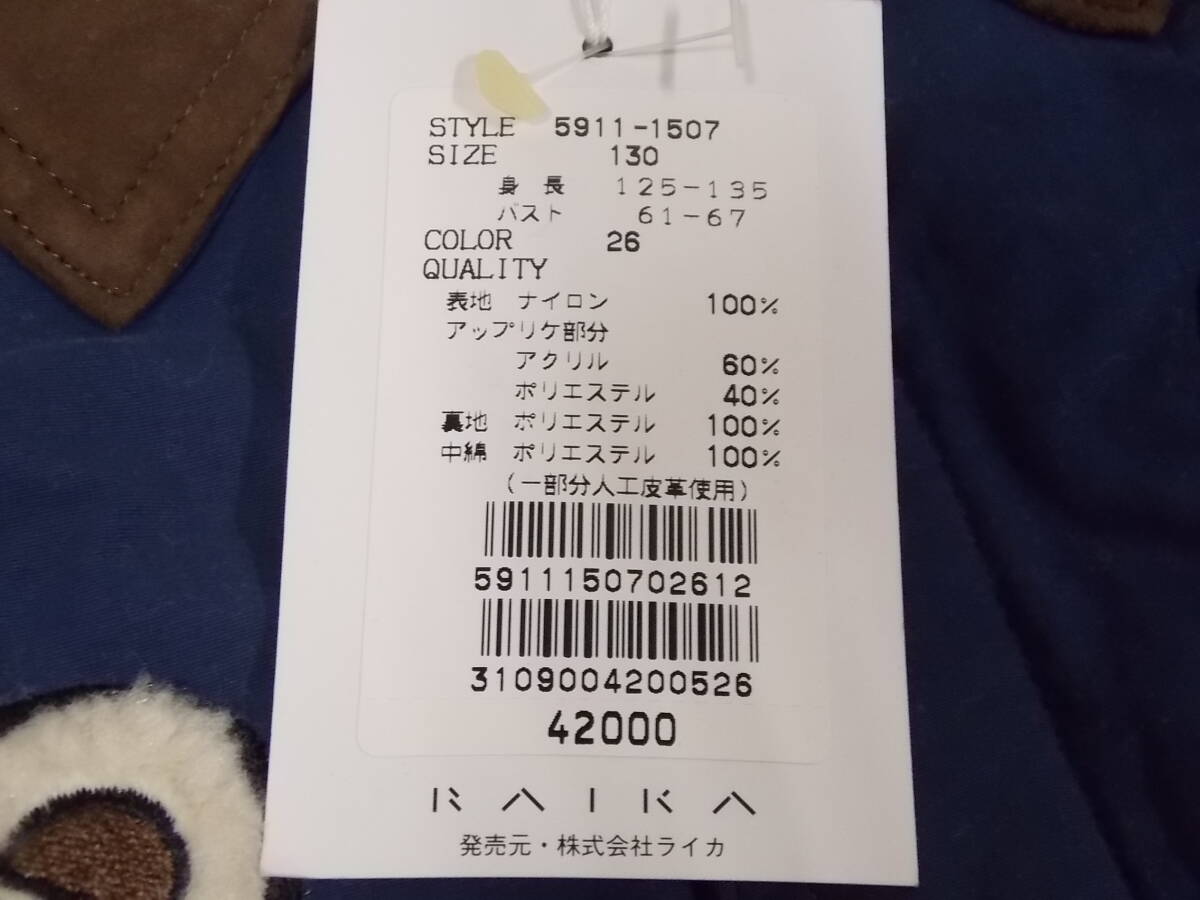 STYLE 5911-1507
SIZE 130
身長 125-135
バスト 61-67
COLOR 26
QUALITY
表地 ナイロン 100%
アップリケ部分
アクリル 60%
ポリエステル 40%
裏地 ポリエステル 100%
中綿 ポリエステル 100%
(一部分人工皮革使用)
5911150702612
3109004200526
42000
RAIKA
発売元・株式会社ライカ